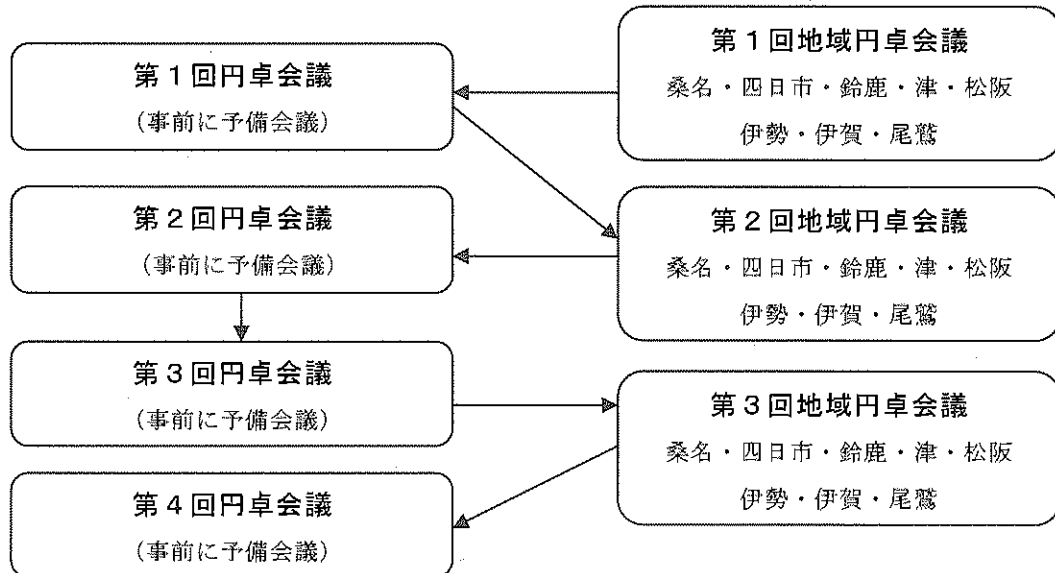 第1回円卓会議
(事前に予備会議)
第1回地域円卓会議
桑名・四日市・鈴鹿・津・松阪
伊勢・伊賀・尾鷲
第2回円卓会議
(事前に予備会議)
第2回地域円卓会議
桑名・四日市・鈴鹿・津・松阪
伊勢・伊賀・尾鷲
第3回円卓会議
(事前に予備会議)
第3回地域円卓会議
桑名・四日市・鈴鹿・津・松阪
伊勢・伊賀・尾鷲
第4回円卓会議
(事前に予備会議)